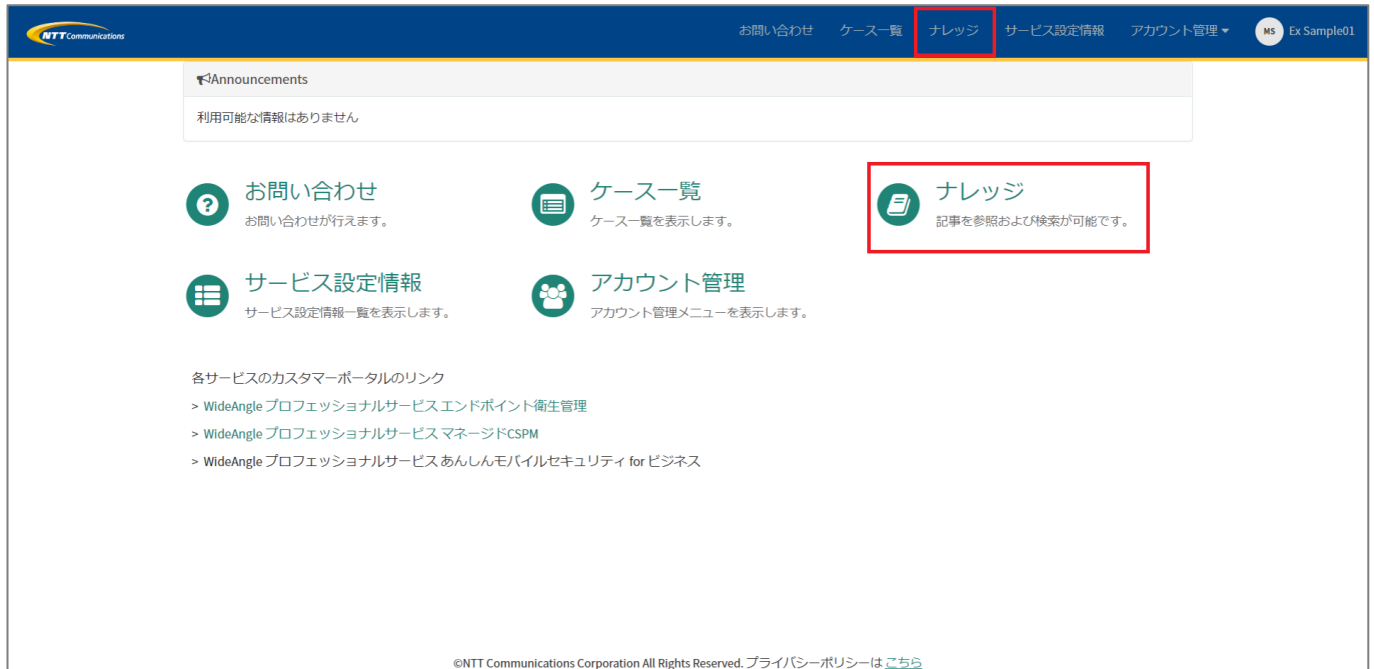 NTT Communications
お問い合わせ ケース一覧 ナレッジ サービス設定情報 アカウント管理 MS Ex Sample01
Announcements
利用可能な情報はありません
お問い合わせ
お問い合わせが行えます。
ケース一覧
ケース一覧を表示します。
ナレッジ
記事を参照および検索が可能です。
サービス設定情報
サービス設定情報一覧を表示します。
アカウント管理
アカウント管理メニューを表示します。
各サービスのカスタマーポータルのリンク
> WideAngle プロフェッショナルサービス エンドポイント衛生管理
> WideAngle プロフェッショナルサービス マネージドCSPM
> WideAngle プロフェッショナルサービス あんしんモバイルセキュリティ for ビジネス
©NTT Communications Corporation All Rights Reserved. プライバシーポリシーは こちら